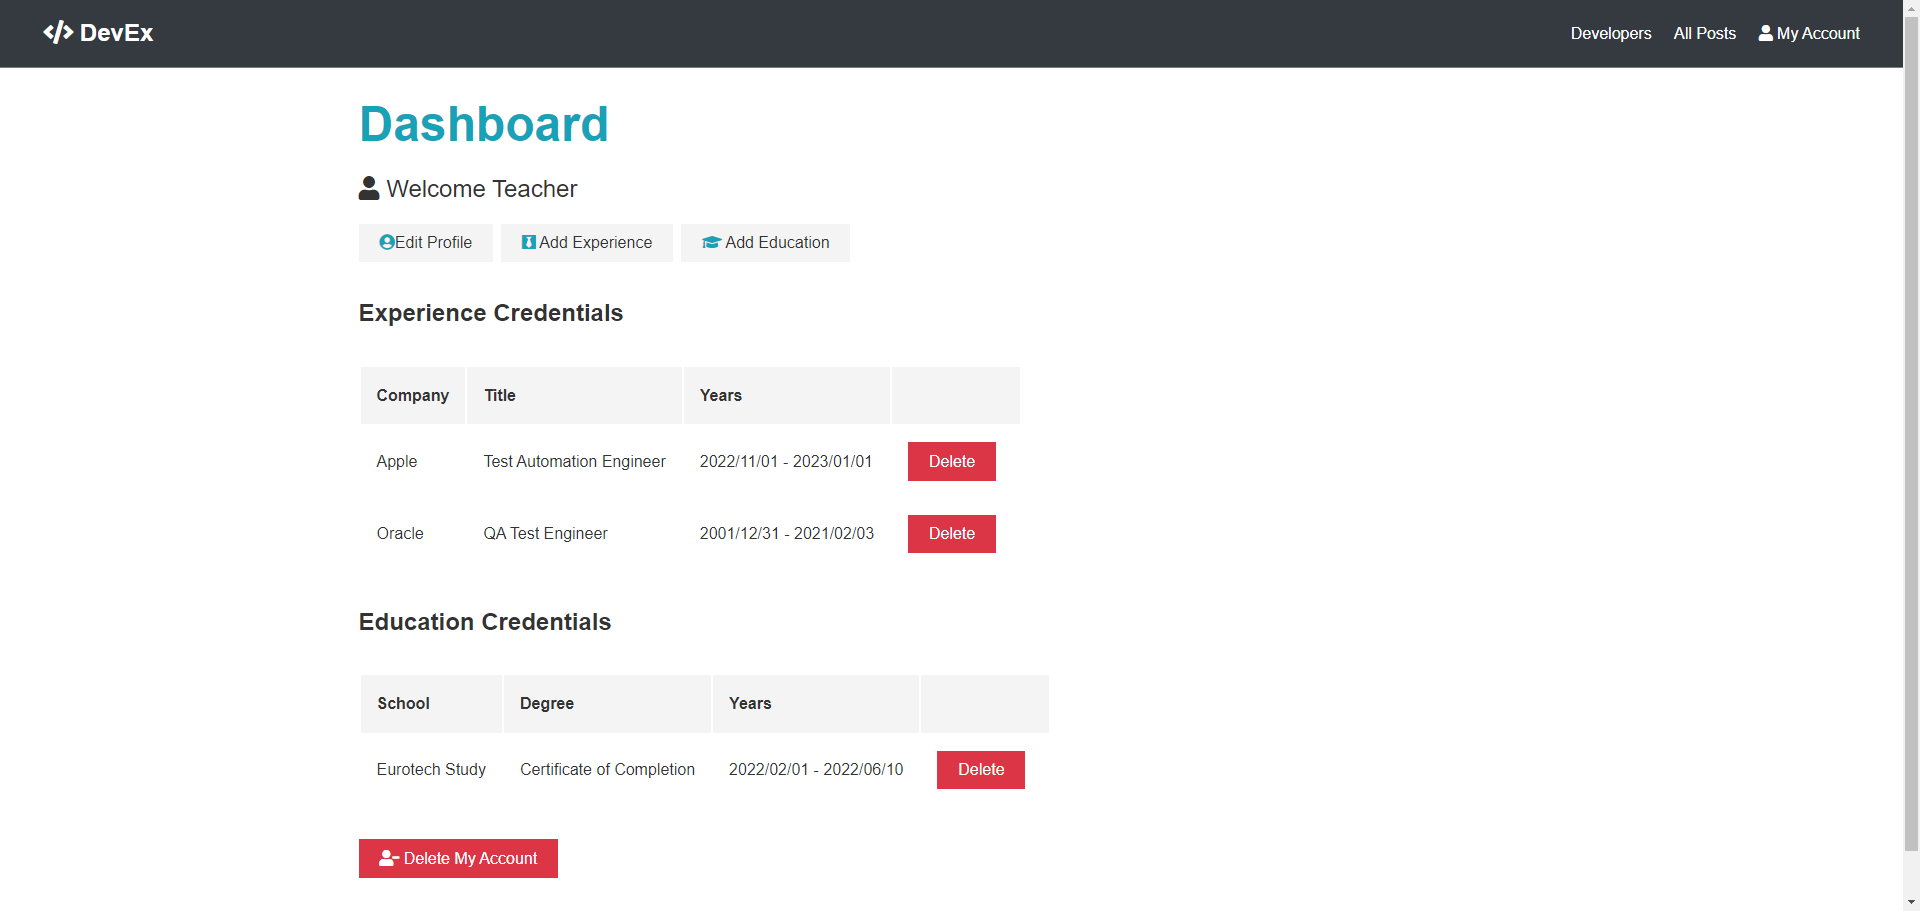 DevEx
Developers All Posts My Account
Dashboard
Welcome Teacher
Edit Profile Add Experience Add Education
Experience Credentials
Company Title Years
Apple Test Automation Engineer 2022/11/01 - 2023/01/01 Delete
Oracle QA Test Engineer 2001/12/31 - 2021/02/03 Delete
Education Credentials
School Degree Years
Eurotech Study Certificate of Completion 2022/02/01 - 2022/06/10 Delete
Delete My Account